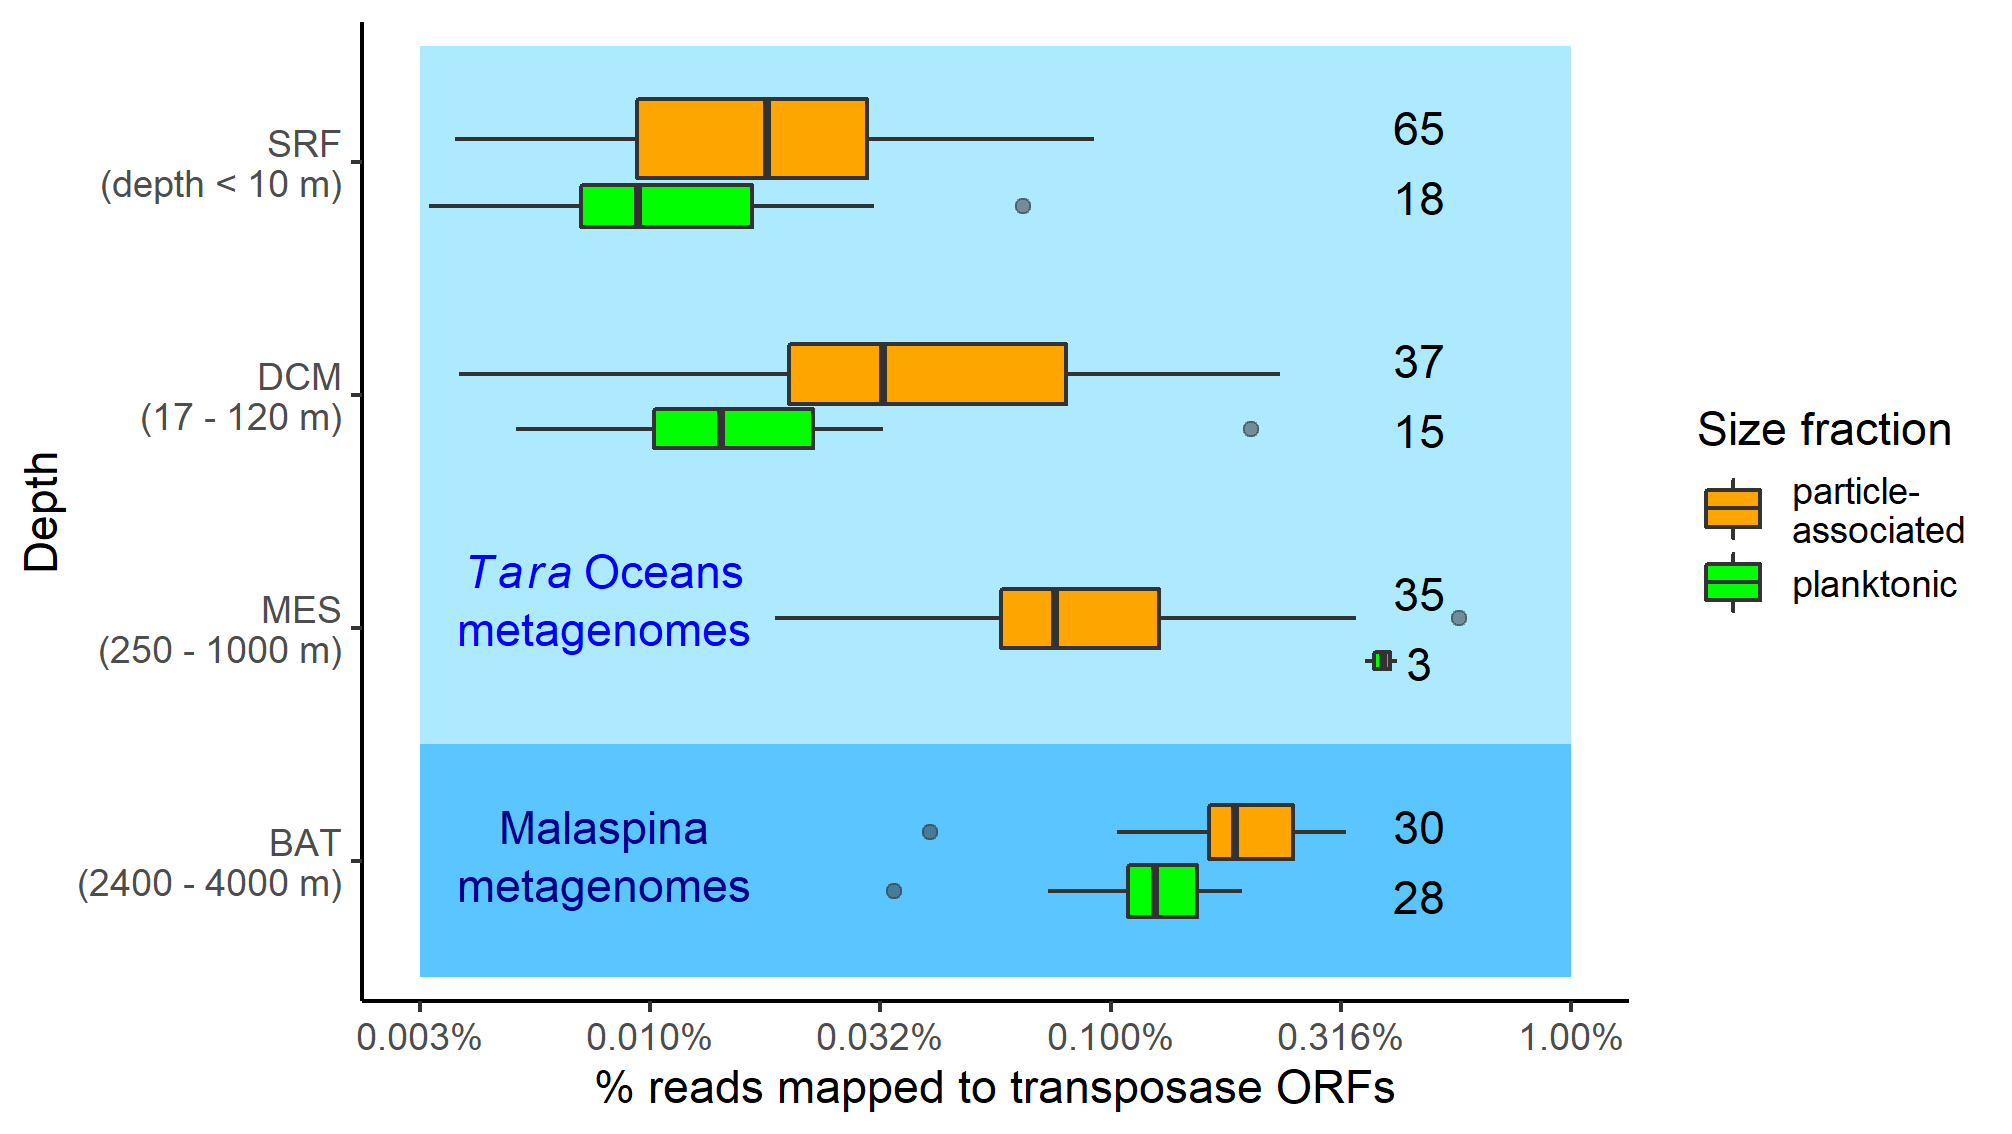 SRF
(depth < 10 m)
65
18
DCM
(17 - 120 m)
37
15
MES
(250 - 1000 m)
Tara Oceans
metagenomes
35
3
BAT
(2400 - 4000 m)
Malaspina
metagenomes
30
28
Depth
0.003%
0.010%
0.032%
0.100%
0.316%
1.00%
% reads mapped to transposase ORFs
Size fraction
particle-
associated
planktonic